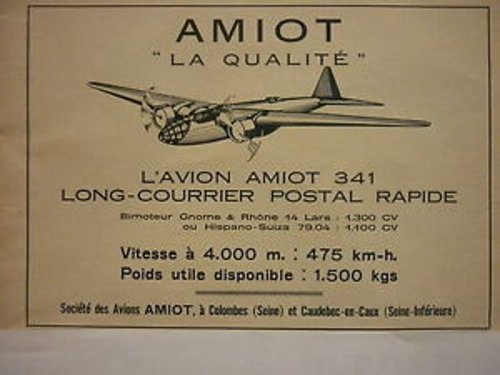 AMIOT
"LA QUALITÉ"
L'AVION AMIOT 341
LONG-COURRIER POSTAL RAPIDE
Bimoteur Gnome & Rhône 14 Lars : 1.300 CV
ou Hispano-Suiza 79.04 : 1.100 CV
Vitesse à 4.000 m. : 475 km-h.
Poids utile disponible : 1.500 kgs
Société des Avions AMIOT, à Colombes (Seine) et Caudebec-en-Caux (Seine-Inférieure)